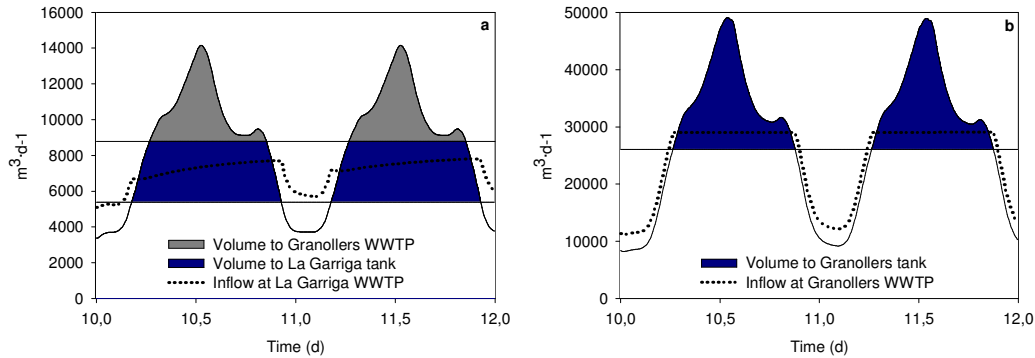 a
16000
14000
12000
10000
8000
6000
4000
2000
0
m3·d-1
Volume to Granollers WWTP
Volume to La Garriga tank
Inflow at La Garriga WWTP
10,0 10,5 11,0 11,5 12,0
Time (d)
b
50000
40000
30000
20000
10000
0
m3·d-1
Volume to Granollers tank
Inflow at Granollers WWTP
10,0 10,5 11,0 11,5 12,0
Time (d)